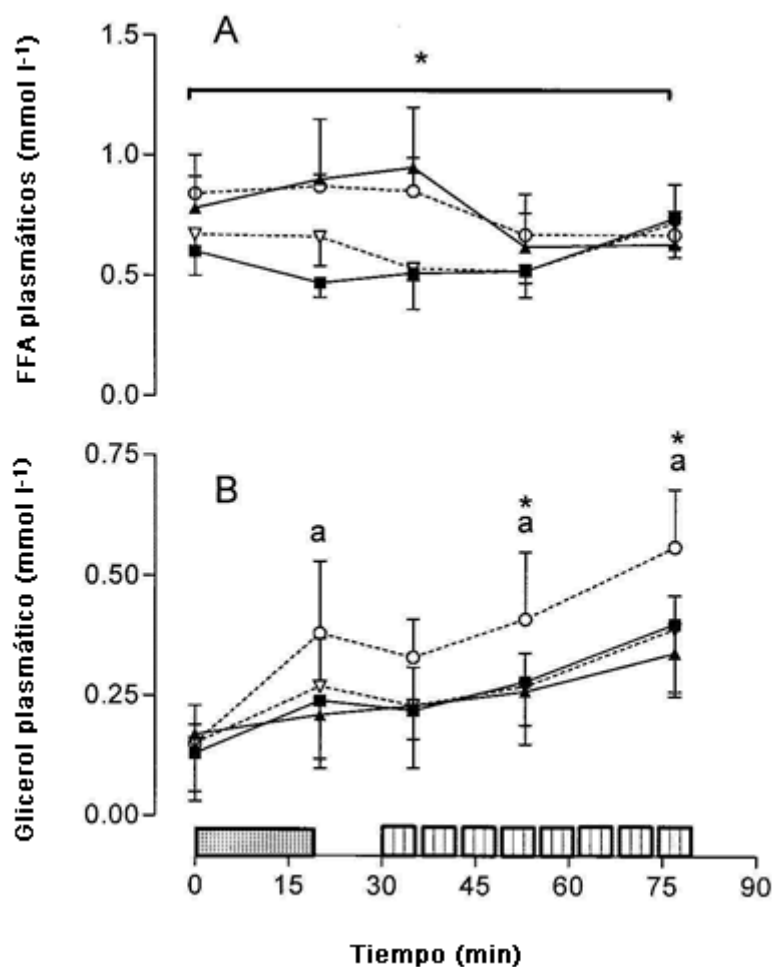 A
*
1.5
1.0
0.5
0.0
FFA plasmáticos (mmol l-1)
B
a
*
a
*
a
0.75
0.50
0.25
0.00
Glicerol plasmático (mmol l-1)
0 15 30 45 60 75 90
Tiempo (min)